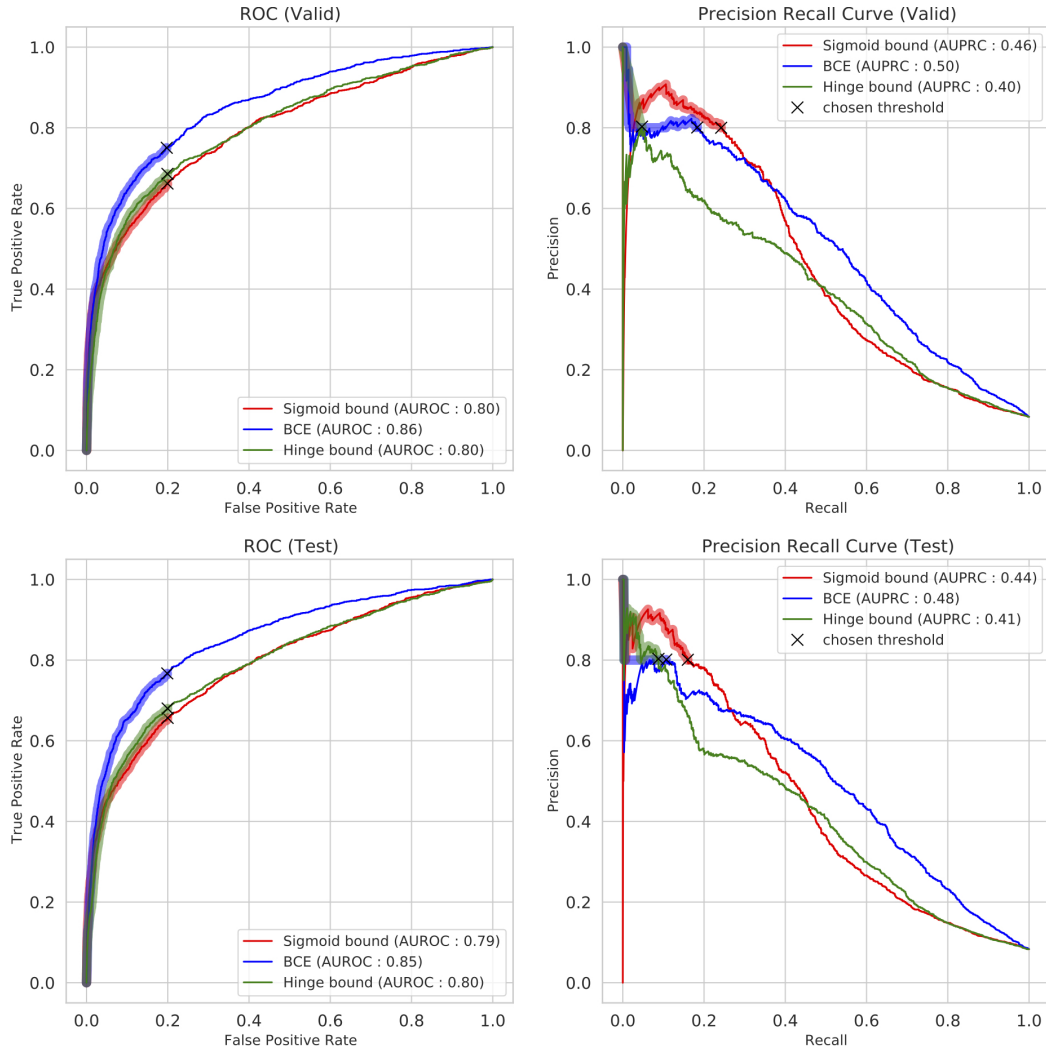 ROC (Valid)
1.0
0.8
0.6
0.4
0.2
0.0
True Positive Rate
Sigmoid bound (AUROC : 0.80)
BCE (AUROC : 0.86)
Hinge bound (AUROC : 0.80)
0.0 0.2 0.4 0.6 0.8 1.0
False Positive Rate
Precision Recall Curve (Valid)
1.0
0.8
0.6
0.4
0.2
0.0
Precision
Sigmoid bound (AUPRC : 0.46)
BCE (AUPRC : 0.50)
Hinge bound (AUPRC : 0.40)
chosen threshold
0.0 0.2 0.4 0.6 0.8 1.0
Recall
ROC (Test)
1.0
0.8
0.6
0.4
0.2
0.0
True Positive Rate
Sigmoid bound (AUROC : 0.79)
BCE (AUROC : 0.85)
Hinge bound (AUROC : 0.80)
0.0 0.2 0.4 0.6 0.8 1.0
False Positive Rate
Precision Recall Curve (Test)
1.0
0.8
0.6
0.4
0.2
0.0
Precision
Sigmoid bound (AUPRC : 0.44)
BCE (AUPRC : 0.48)
Hinge bound (AUPRC : 0.41)
chosen threshold
0.0 0.2 0.4 0.6 0.8 1.0
Recall